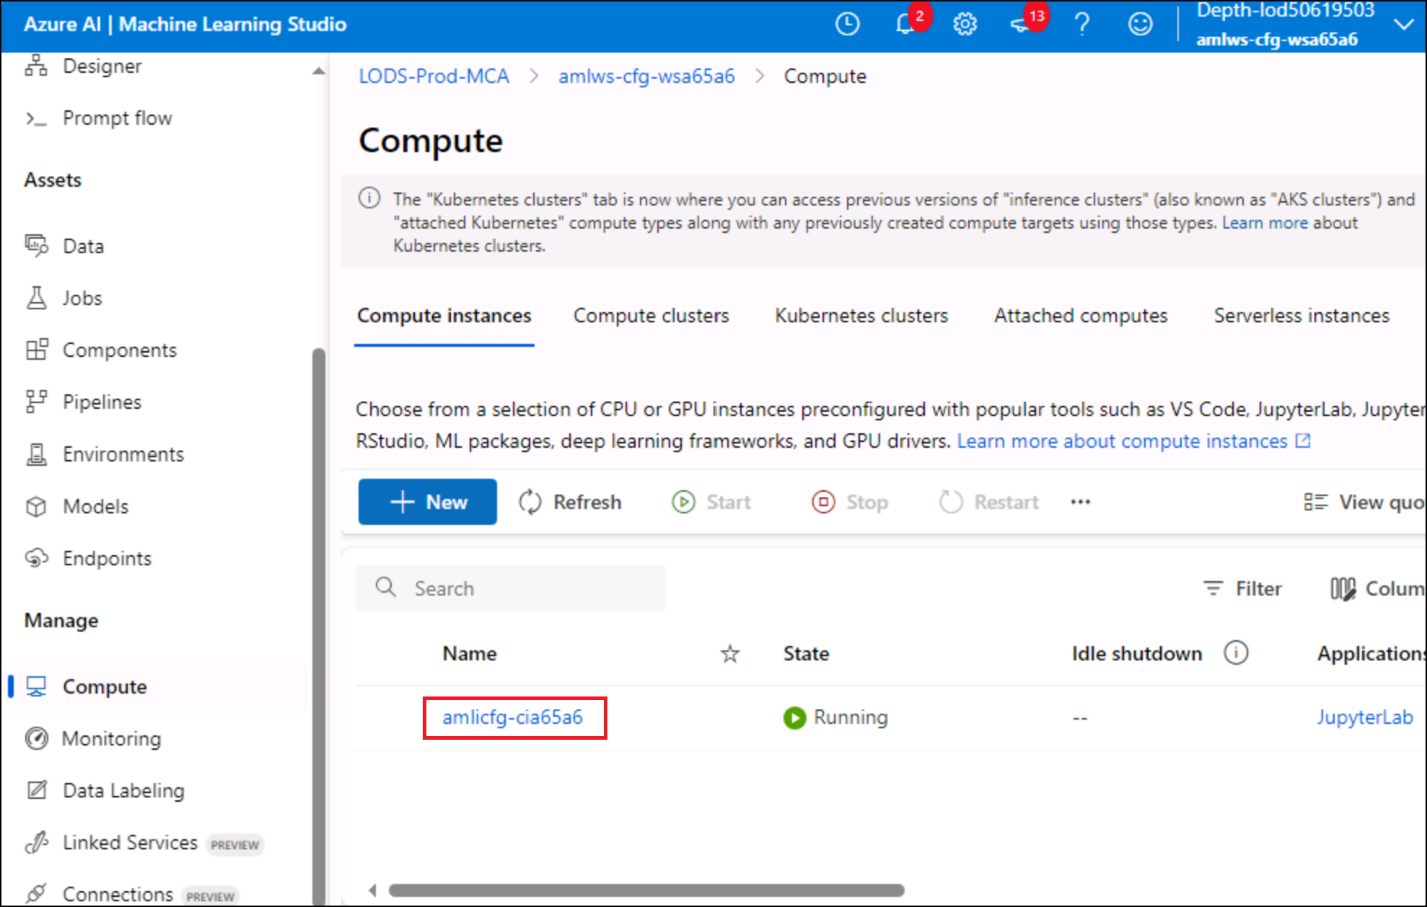 Azure AI | Machine Learning Studio
2
13
Depth-lod50619503
amlws-cfg-wsa65a6
Designer
Prompt flow
Assets
Data
Jobs
Components
Pipelines
Environments
Models
Endpoints
Manage
Compute
Monitoring
Data Labeling
Linked Services PREVIEW
Connections PREVIEW
LODS-Prod-MCA > amlws-cfg-wsa65a6 > Compute
Compute
The "Kubernetes clusters" tab is now where you can access previous versions of "inference clusters" (also known as "AKS clusters") and
"attached Kubernetes" compute types along with any previously created compute targets using those types. Learn more about
Kubernetes clusters.
Compute instances Compute clusters Kubernetes clusters Attached computes Serverless instances
Choose from a selection of CPU or GPU instances preconfigured with popular tools such as VS Code, JupyterLab, Jupyter
RStudio, ML packages, deep learning frameworks, and GPU drivers. Learn more about compute instances
New Refresh Start Stop Restart ... View quo
Search
Filter Colum
Name State Idle shutdown Applications
amlicfg-cia65a6 Running -- JupyterLab